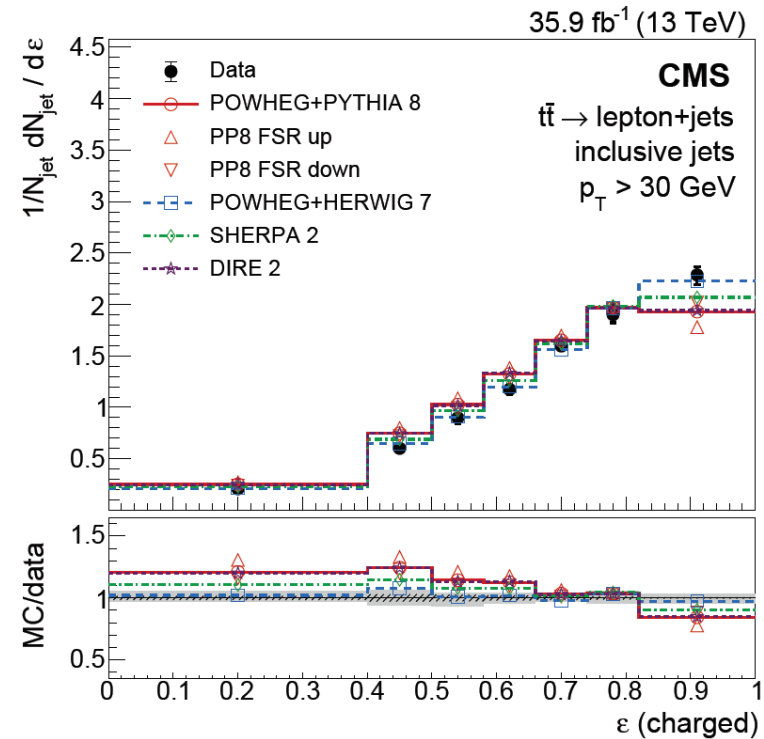 35.9 fb⁻¹ (13 TeV)
1/N_jet dN_jet / dε
4.5
4
3.5
3
2.5
2
1.5
1
0.5
Data
POWHEG+PYTHIA 8
PP8 FSR up
PP8 FSR down
POWHEG+HERWIG 7
SHERPA 2
DIRE 2
CMS
tt̄ → lepton+jets
inclusive jets
p_T > 30 GeV
MC/data
1.5
1
0.5
0 0.1 0.2 0.3 0.4 0.5 0.6 0.7 0.8 0.9 1
ε (charged)